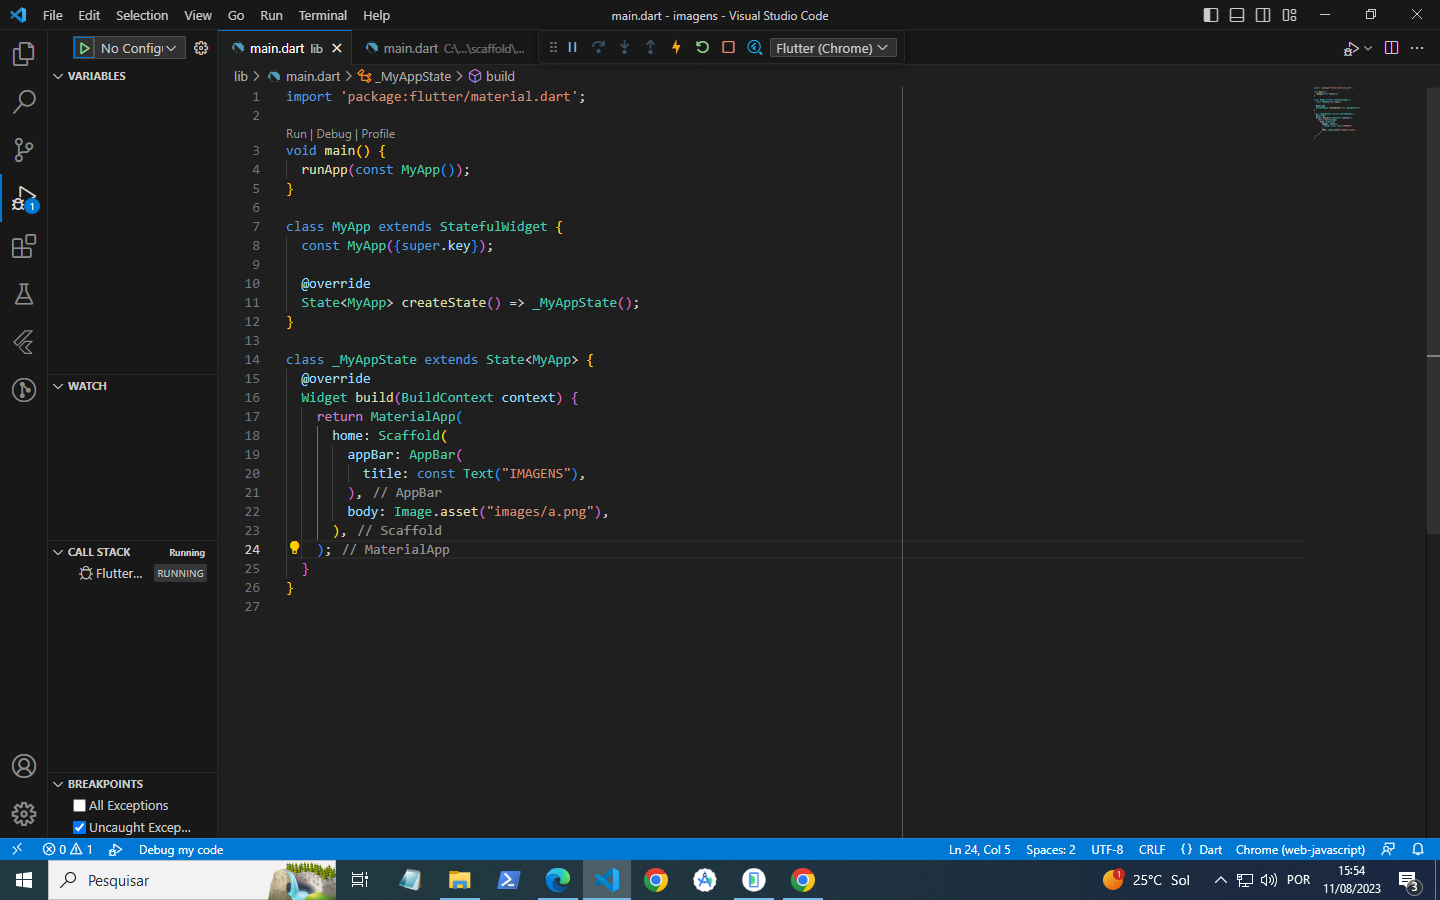 File Edit Selection View Go Run Terminal Help
main.dart - imagens - Visual Studio Code
No Config
main.dart lib
main.dart C:\...\scaffold\...
Flutter (Chrome)
VARIABLES
lib > main.dart > _MyAppState > build
1 import 'package:flutter/material.dart';
2
Run | Debug | Profile
3 void main() {
4 runApp(const MyApp());
5 }
6
7 class MyApp extends StatefulWidget {
8 const MyApp({super.key});
9
10 @override
11 State<MyApp> createState() => _MyAppState();
12 }
13
14 class _MyAppState extends State<MyApp> {
15 @override
16 Widget build(BuildContext context) {
17 return MaterialApp(
18 home: Scaffold(
19 appBar: AppBar(
20 title: const Text("IMAGENS"),
21 ), // AppBar
22 body: Image.asset("images/a.png"),
23 ), // Scaffold
24 ); // MaterialApp
25 }
26 }
27
1
WATCH
CALL STACK Running
Flutter... RUNNING
BREAKPOINTS
All Exceptions
Uncaught Excep...
0 1 Debug my code
Ln 24, Col 5 Spaces: 2 UTF-8 CRLF {} Dart Chrome (web-javascript)
Pesquisar
1 25°C Sol
POR
15:54
11/08/2023
3